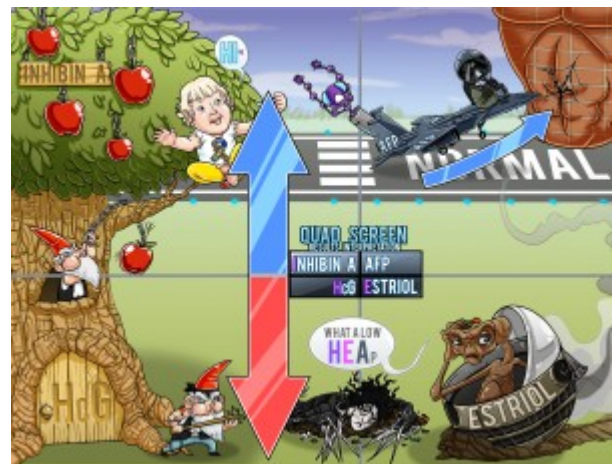 INHIBIN A
HI
AFP
NORMAL
QUAD SCREEN
INHIBIN A AFP
HCG ESTRIOL
WHAT A LOW
HEAP
HcG
ESTRIOL